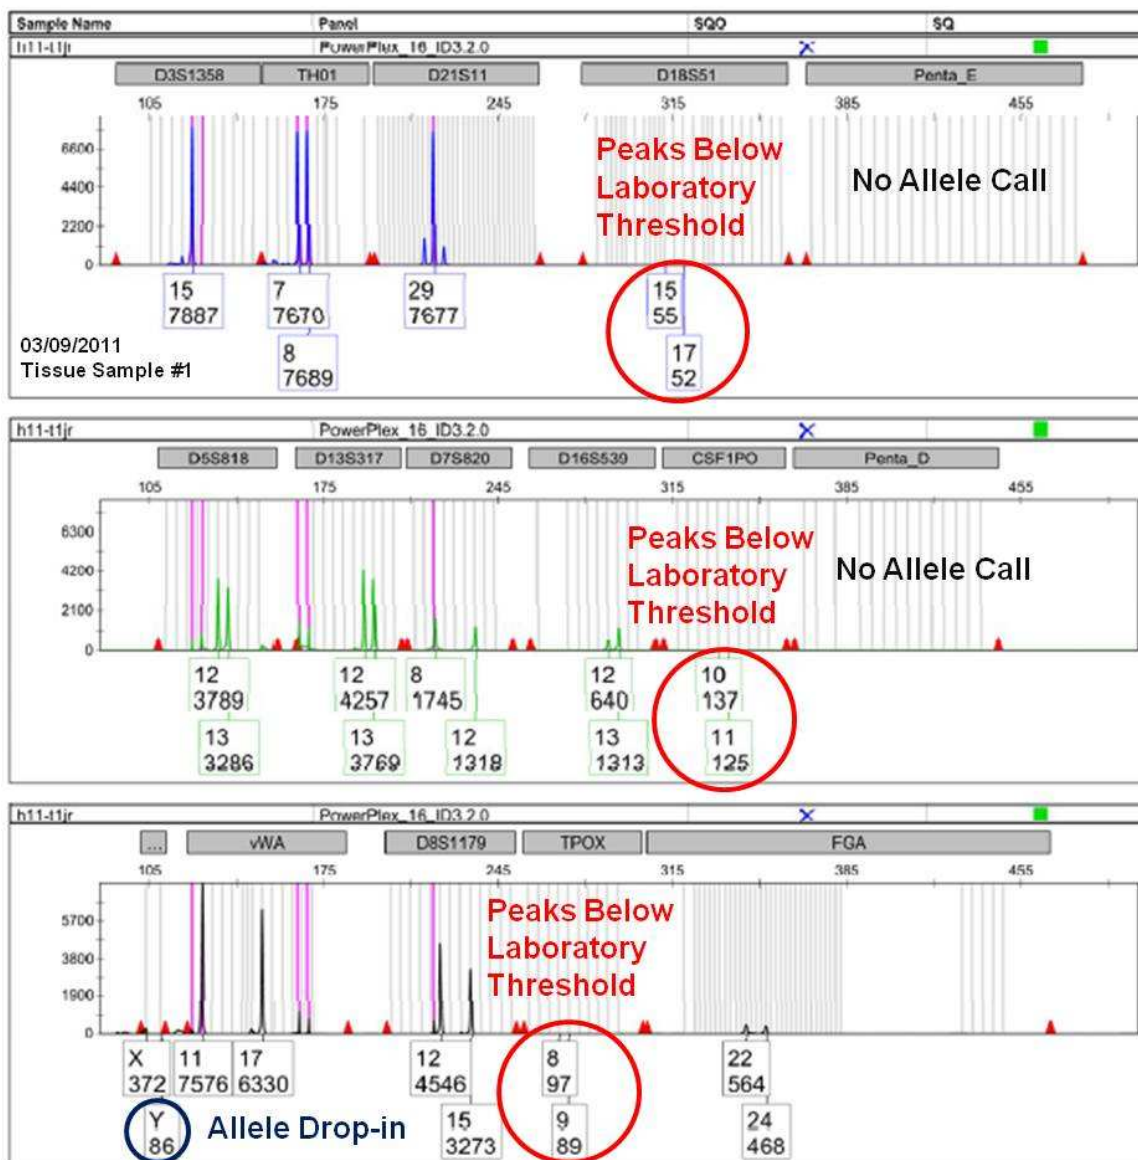 Sample Name Panel SQO SQ
h11-t1jr PowerPlex_16_ID3.2.0
D3S1358 TH01 D21S11 D18S51 Penta_E
105 175 245 315 385 455
6600
4400
2200
0
Peaks Below
Laboratory
Threshold
No Allele Call
15 7 29 15
7887 7670 7677 55
8 17
7689 52
03/09/2011
Tissue Sample #1
h11-t1jr PowerPlex_16_ID3.2.0
D5S818 D13S317 D7S820 D16S539 CSF1PO Penta_D
105 175 245 315 385 455
6300
4200
2100
0
Peaks Below
Laboratory
Threshold
No Allele Call
12 12 8 12 10
3789 4257 1745 640 137
13 13 12 13 11
3286 3769 1318 1313 125
h11-t1jr PowerPlex_16_ID3.2.0
... vWA D8S1179 TPOX FGA
105 175 245 315 385 455
5700
3800
1900
0
Peaks Below
Laboratory
Threshold
X 11 17 12 8 22
372 7576 6330 4546 97 564
Y 15 9 24
86 3273 89 468
Allele Drop-in